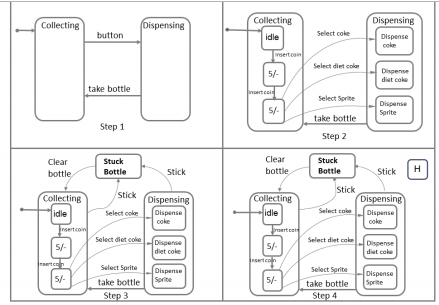 Collecting
Dispensing
button
take bottle
Step 1
Collecting
Dispensing
idle
Insert coin
5/-
Insert coin
5/-
Select coke
Select diet coke
Select Sprite
Dispense
coke
Dispense
diet coke
Dispense
Sprite
take bottle
Step 2
Clear
bottle
Stuck
Bottle
Stick
Stick
Collecting
Dispensing
idle
Insert coin
5/-
Insert coin
5/-
Select coke
Select diet coke
Select Sprite
Dispense
coke
Dispense
diet coke
Dispense
Sprite
take bottle
Step 3
Clear
bottle
Stuck
Bottle
H
Stick
Stick
Collecting
Dispensing
idle
Insert coin
5/-
Insert coin
5/-
Select coke
Select diet coke
Select Sprite
Dispense
coke
Dispense
diet coke
Dispense
Sprite
take bottle
Step 4